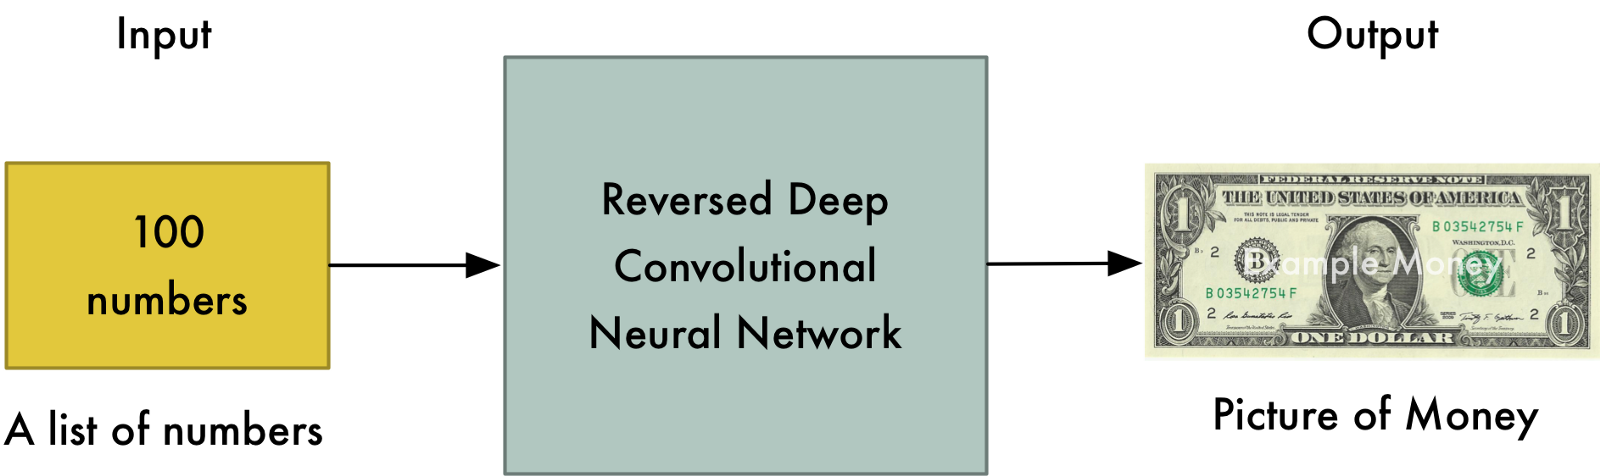 Input
Output
100
numbers
A list of numbers
Reversed Deep
Convolutional
Neural Network
FEDERAL RESERVE NOTE
THE UNITED STATES OF AMERICA
THIS NOTE IS LEGAL TENDER
FOR ALL DEBTS, PUBLIC AND PRIVATE
B 03542754 F
WASHINGTON, D.C.
1
1
2
2
B
Example Money
ONE
B 03542754 F
2
2
SERIES
2009
1
1
ONE DOLLAR
Picture of Money